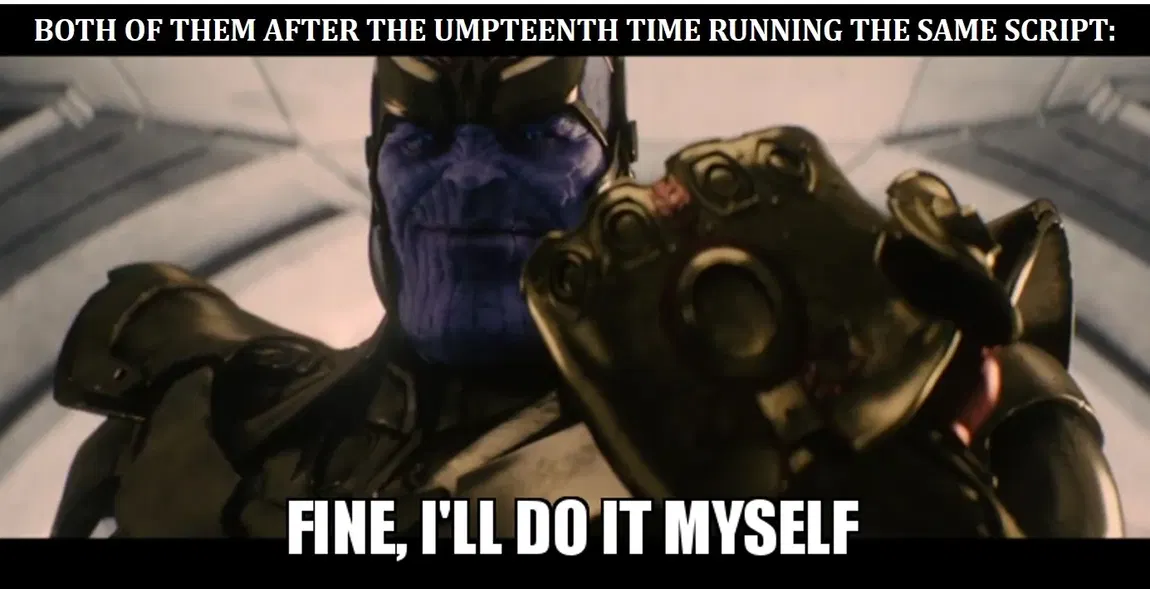 BOTH OF THEM AFTER THE UMPTEENTH TIME RUNNING THE SAME SCRIPT:
FINE, I'LL DO IT MYSELF